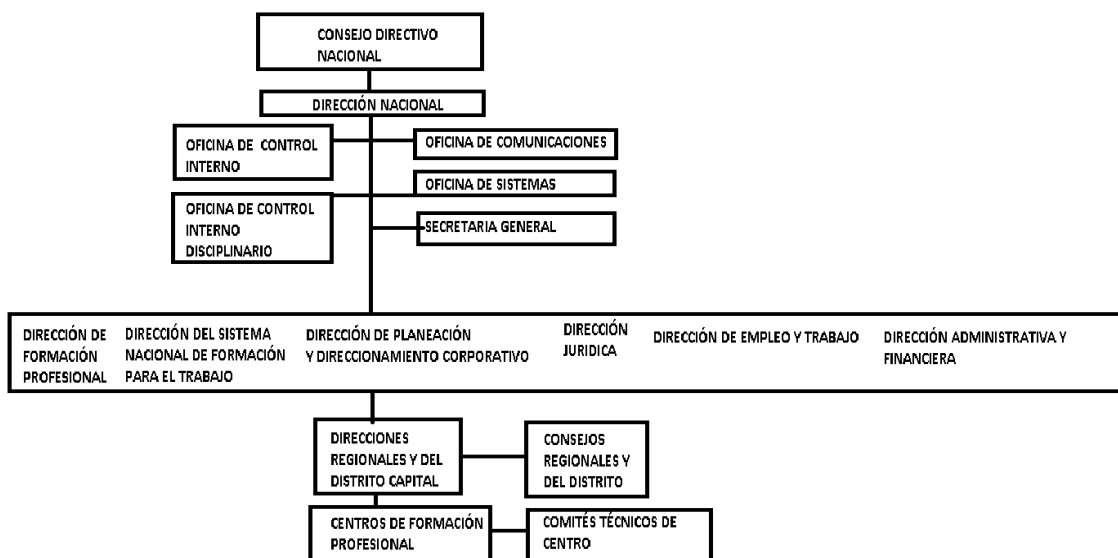 CONSEJO DIRECTIVO
NACIONAL
DIRECCIÓN NACIONAL
OFICINA DE CONTROL
INTERNO
OFICINA DE COMUNICACIONES
OFICINA DE SISTEMAS
OFICINA DE CONTROL
INTERNO
DISCIPLINARIO
SECRETARIA GENERAL
DIRECCIÓN DE
FORMACIÓN
PROFESIONAL
DIRECCIÓN DEL SISTEMA
NACIONAL DE FORMACIÓN
PARA EL TRABAJO
DIRECCIÓN DE PLANEACIÓN
Y DIRECCIONAMIENTO CORPORATIVO
DIRECCIÓN
JURIDICA
DIRECCIÓN DE EMPLEO Y TRABAJO
DIRECCIÓN ADMINISTRATIVA Y
FINANCIERA
DIRECCIONES
REGIONALES Y DEL
DISTRITO CAPITAL
CONSEJOS
REGIONALES Y
DEL DISTRITO
CENTROS DE FORMACIÓN
PROFESIONAL
COMITÉS TÉCNICOS DE
CENTRO